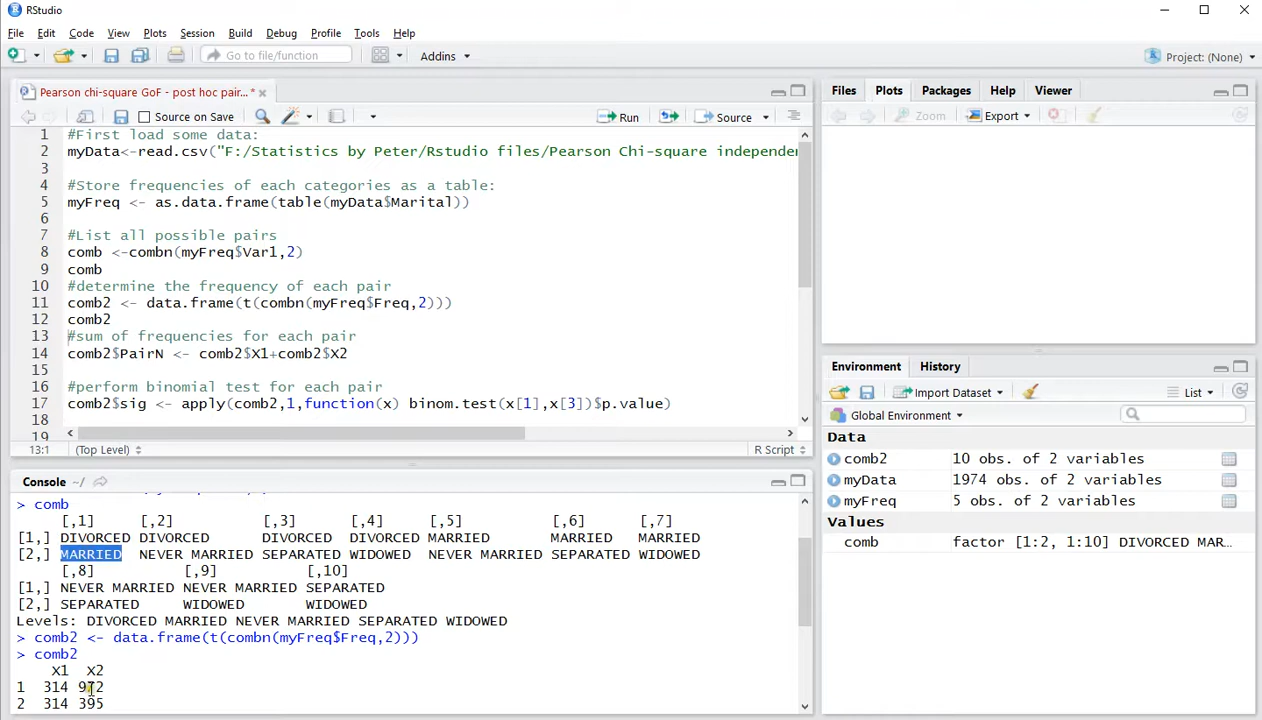 RStudio
File Edit Code View Plots Session Build Debug Profile Tools Help
Go to file/function Addins Project: (None)
Pearson chi-square GoF - post hoc pair... *
Source on Save Run Source
1 #First load some data:
2 myData<-read.csv("F:/Statistics by Peter/Rstudio files/Pearson Chi-square independen
3
4 #Store frequencies of each categories as a table:
5 myFreq <- as.data.frame(table(myData$Marital))
6
7 #List all possible pairs
8 comb <-combn(myFreq$Var1,2)
9 comb
10 #determine the frequency of each pair
11 comb2 <- data.frame(t(combn(myFreq$Freq,2)))
12 comb2
13 #sum of frequencies for each pair
14 comb2$PairN <- comb2$X1+comb2$X2
15
16 #perform binomial test for each pair
17 comb2$sig <- apply(comb2,1,function(x) binom.test(x[1],x[3])$p.value)
18
19
13:1 (Top Level) R Script
Console ~/
> comb
[,1] [,2] [,3] [,4] [,5] [,6] [,7]
[1,] DIVORCED DIVORCED DIVORCED DIVORCED MARRIED MARRIED MARRIED
[2,] MARRIED NEVER MARRIED SEPARATED WIDOWED NEVER MARRIED SEPARATED WIDOWED
[,8] [,9] [,10]
[1,] NEVER MARRIED NEVER MARRIED SEPARATED
[2,] SEPARATED WIDOWED WIDOWED
Levels: DIVORCED MARRIED NEVER MARRIED SEPARATED WIDOWED
> comb2 <- data.frame(t(combn(myFreq$Freq,2)))
> comb2
X1 X2
1 314 972
2 314 395
Files Plots Packages Help Viewer
Zoom Export
Environment History
Import Dataset List
Global Environment
Data
comb2 10 obs. of 2 variables
myData 1974 obs. of 2 variables
myFreq 5 obs. of 2 variables
Values
comb factor [1:2, 1:10] DIVORCED MAR…